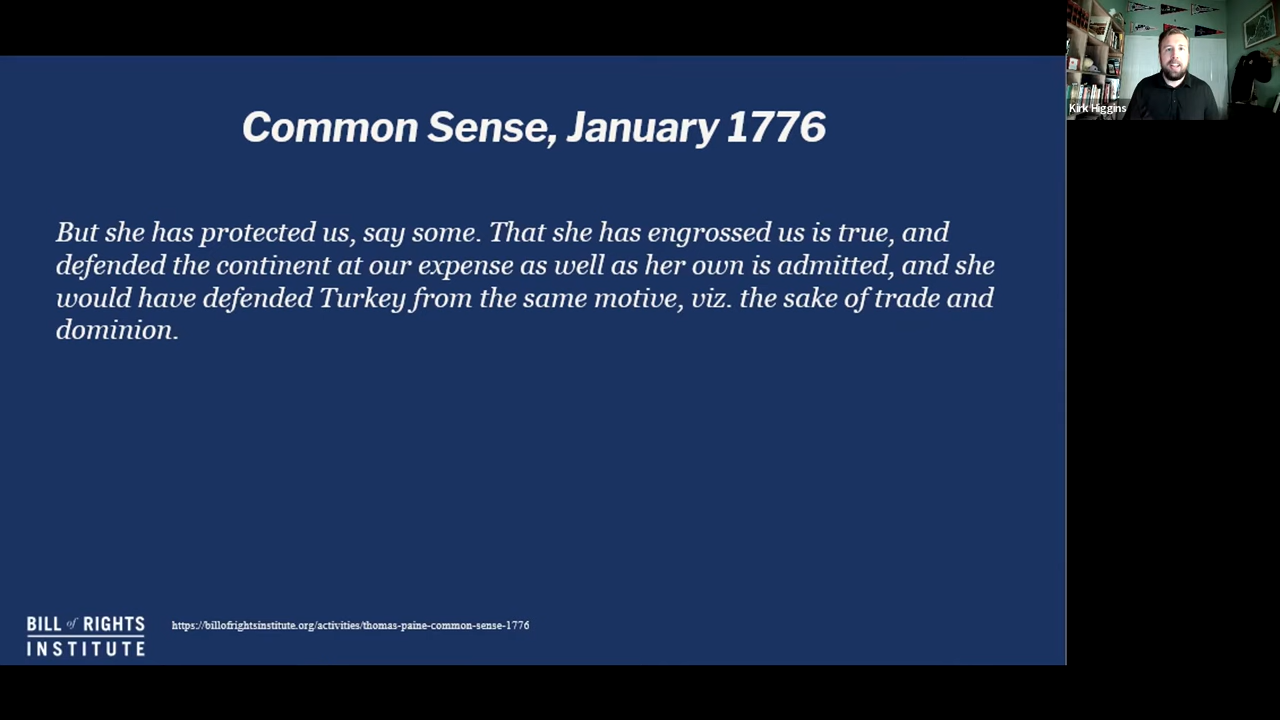 Common Sense, January 1776
Kirk Higgins
But she has protected us, say some. That she has engrossed us is true, and
defended the continent at our expense as well as her own is admitted, and she
would have defended Turkey from the same motive, viz. the sake of trade and
dominion.
BILL of RIGHTS
INSTITUTE
https://billofrightsinstitute.org/activities/thomas-paine-common-sense-1776